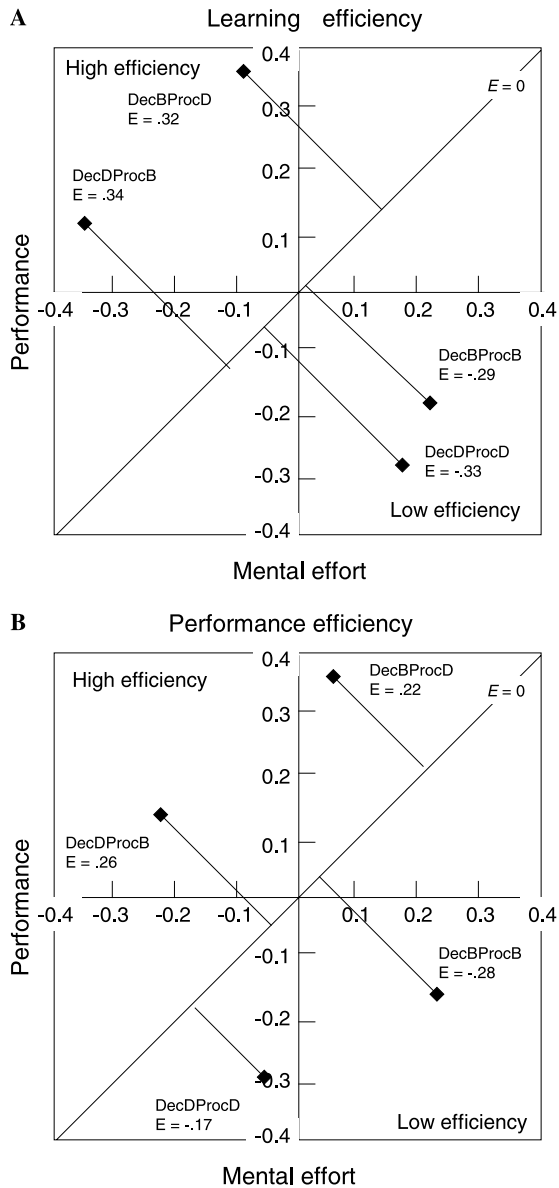 A
Learning efficiency
0.4
High efficiency
E = 0
DecBProcD
E = .32
0.3
DecDProcB
E = .34
0.2
0.1
Performance
-0.4 -0.3 -0.2 -0.1 0 0.1 0.2 0.3 0.4
-0.1
DecBProcB
E = -.29
-0.2
DecDProcD
E = -.33
-0.3
Low efficiency
-0.4
Mental effort
B
Performance efficiency
0.4
High efficiency
DecBProcD
E = .22
E = 0
0.3
0.2
DecDProcB
E = .26
0.1
Performance
-0.4 -0.3 -0.2 -0.1 0 0.1 0.2 0.3 0.4
-0.1
DecBProcB
E = -.28
-0.2
-0.3
DecDProcD
E = -.17
Low efficiency
-0.4
Mental effort